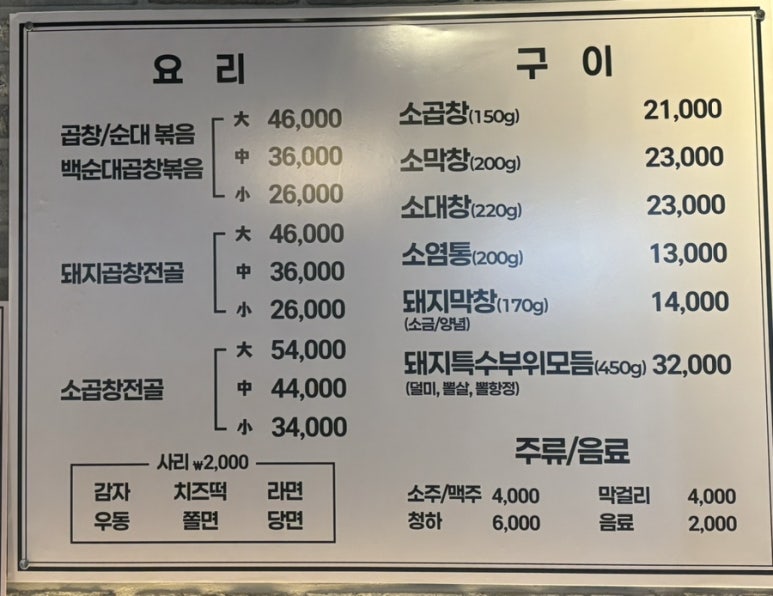 요 리
곱창/순대 볶음
백순대곱창볶음
大 46,000
中 36,000
小 26,000
돼지곱창전골
大 46,000
中 36,000
小 26,000
소곱창전골
大 54,000
中 44,000
小 34,000
사리 ₩2,000
감자 치즈떡 라면
우동 쫄면 당면
구 이
소곱창(150g) 21,000
소막창(200g) 23,000
소대창(220g) 23,000
소염통(200g) 13,000
돼지막창(170g) 14,000
(소금/양념)
돼지특수부위모듬(450g) 32,000
(덜미, 뽈살, 뽈항정)
주류/음료
소주/맥주 4,000 막걸리 4,000
청하 6,000 음료 2,000